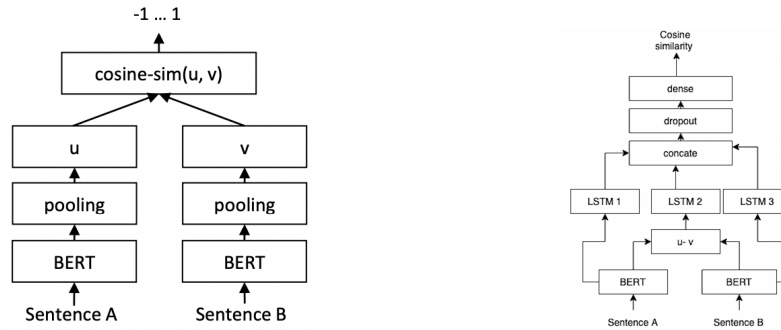 -1 ... 1
cosine-sim(u, v)
u v
pooling pooling
BERT BERT
Sentence A Sentence B
Cosine
similarity
dense
dropout
concate
LSTM 1 LSTM 2 LSTM 3
u- v
BERT BERT
Sentence A Sentence B